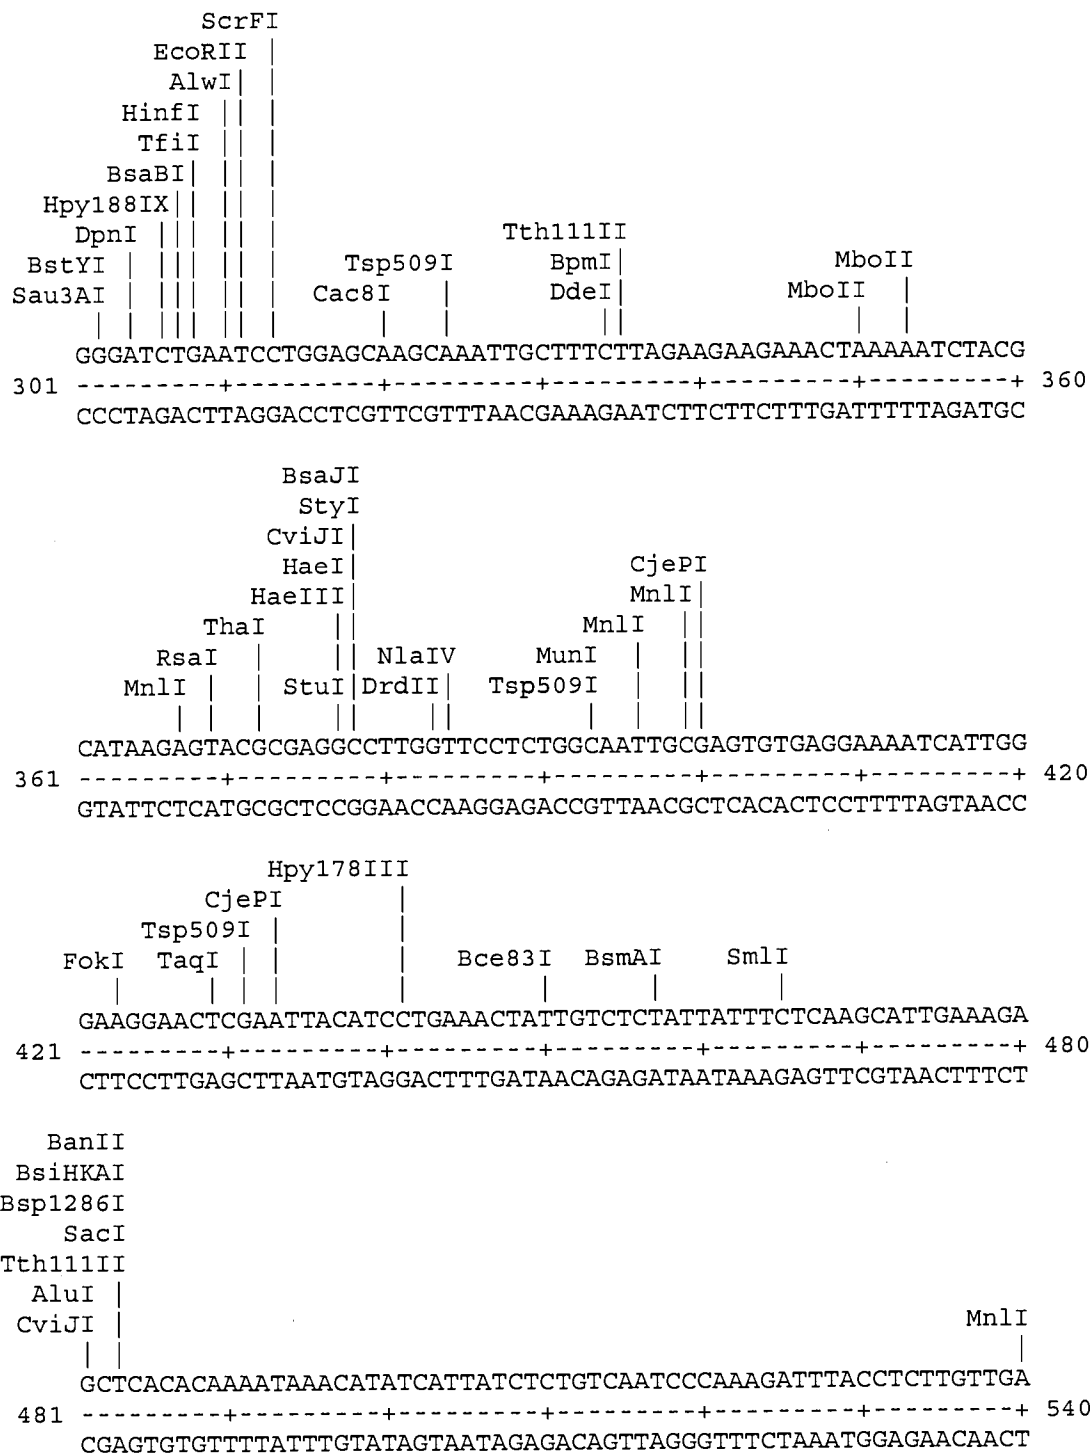 ScrFI
EcoRII
AlwI
HinfI
TfiI
BsaBI
Hpy188IX
DpnI Tth111II
BstYI Tsp509I BpmI MboII
Sau3AI Cac8I DdeI MboII
GGGATCTGAATCCTGGAGCAAGCAAATTGCTTTCTTAGAAGAAGAAACTAAAAATCTACG
301 ---------+---------+---------+---------+---------+---------+ 360
CCCTAGACTTAGGACCTCGTTCGTTTAACGAAAGAATCTTCTTCTTTGATTTTTAGATGC
BsaJI
StyI
CviJI
HaeI CjePI
HaeIII MnlI
ThaI MnlI
RsaI NlaIV MunI
MnlI StuI DrdII Tsp509I
CATAAGAGTACGCGAGGCCTTGGTTCCTCTGGCAATTGCGAGTGTGAGGAAAATCATTGG
361 ---------+---------+---------+---------+---------+---------+ 420
GTATTCTCATGCGCTCCGGAACCAAGGAGACCGTTAACGCTCACACTCCTTTTAGTAACC
Hpy178III
CjePI
Tsp509I
FokI TaqI Bce83I BsmAI SmlI
GAAGGAACTCGAATTACATCCTGAAACTATTGTCTCTATTATTTCTCAAGCATTGAAAGA
421 ---------+---------+---------+---------+---------+---------+ 480
CTTCCTTGAGCTTAATGTAGGACTTTGATAACAGAGATAATAAAGAGTTCGTAACTTTCT
BanII
BsiHKAI
Bsp1286I
SacI
Tth111II
AluI
CviJI MnlI
GCTCACACAAAATAAACATATCATTATCTCTGTCAATCCCAAAGATTTACCTCTTGTTGA
481 ---------+---------+---------+---------+---------+---------+ 540
CGAGTGTGTTTTATTTGTATAGTAATAGAGACAGTTAGGGTTTCTAAATGGAGAACAACT